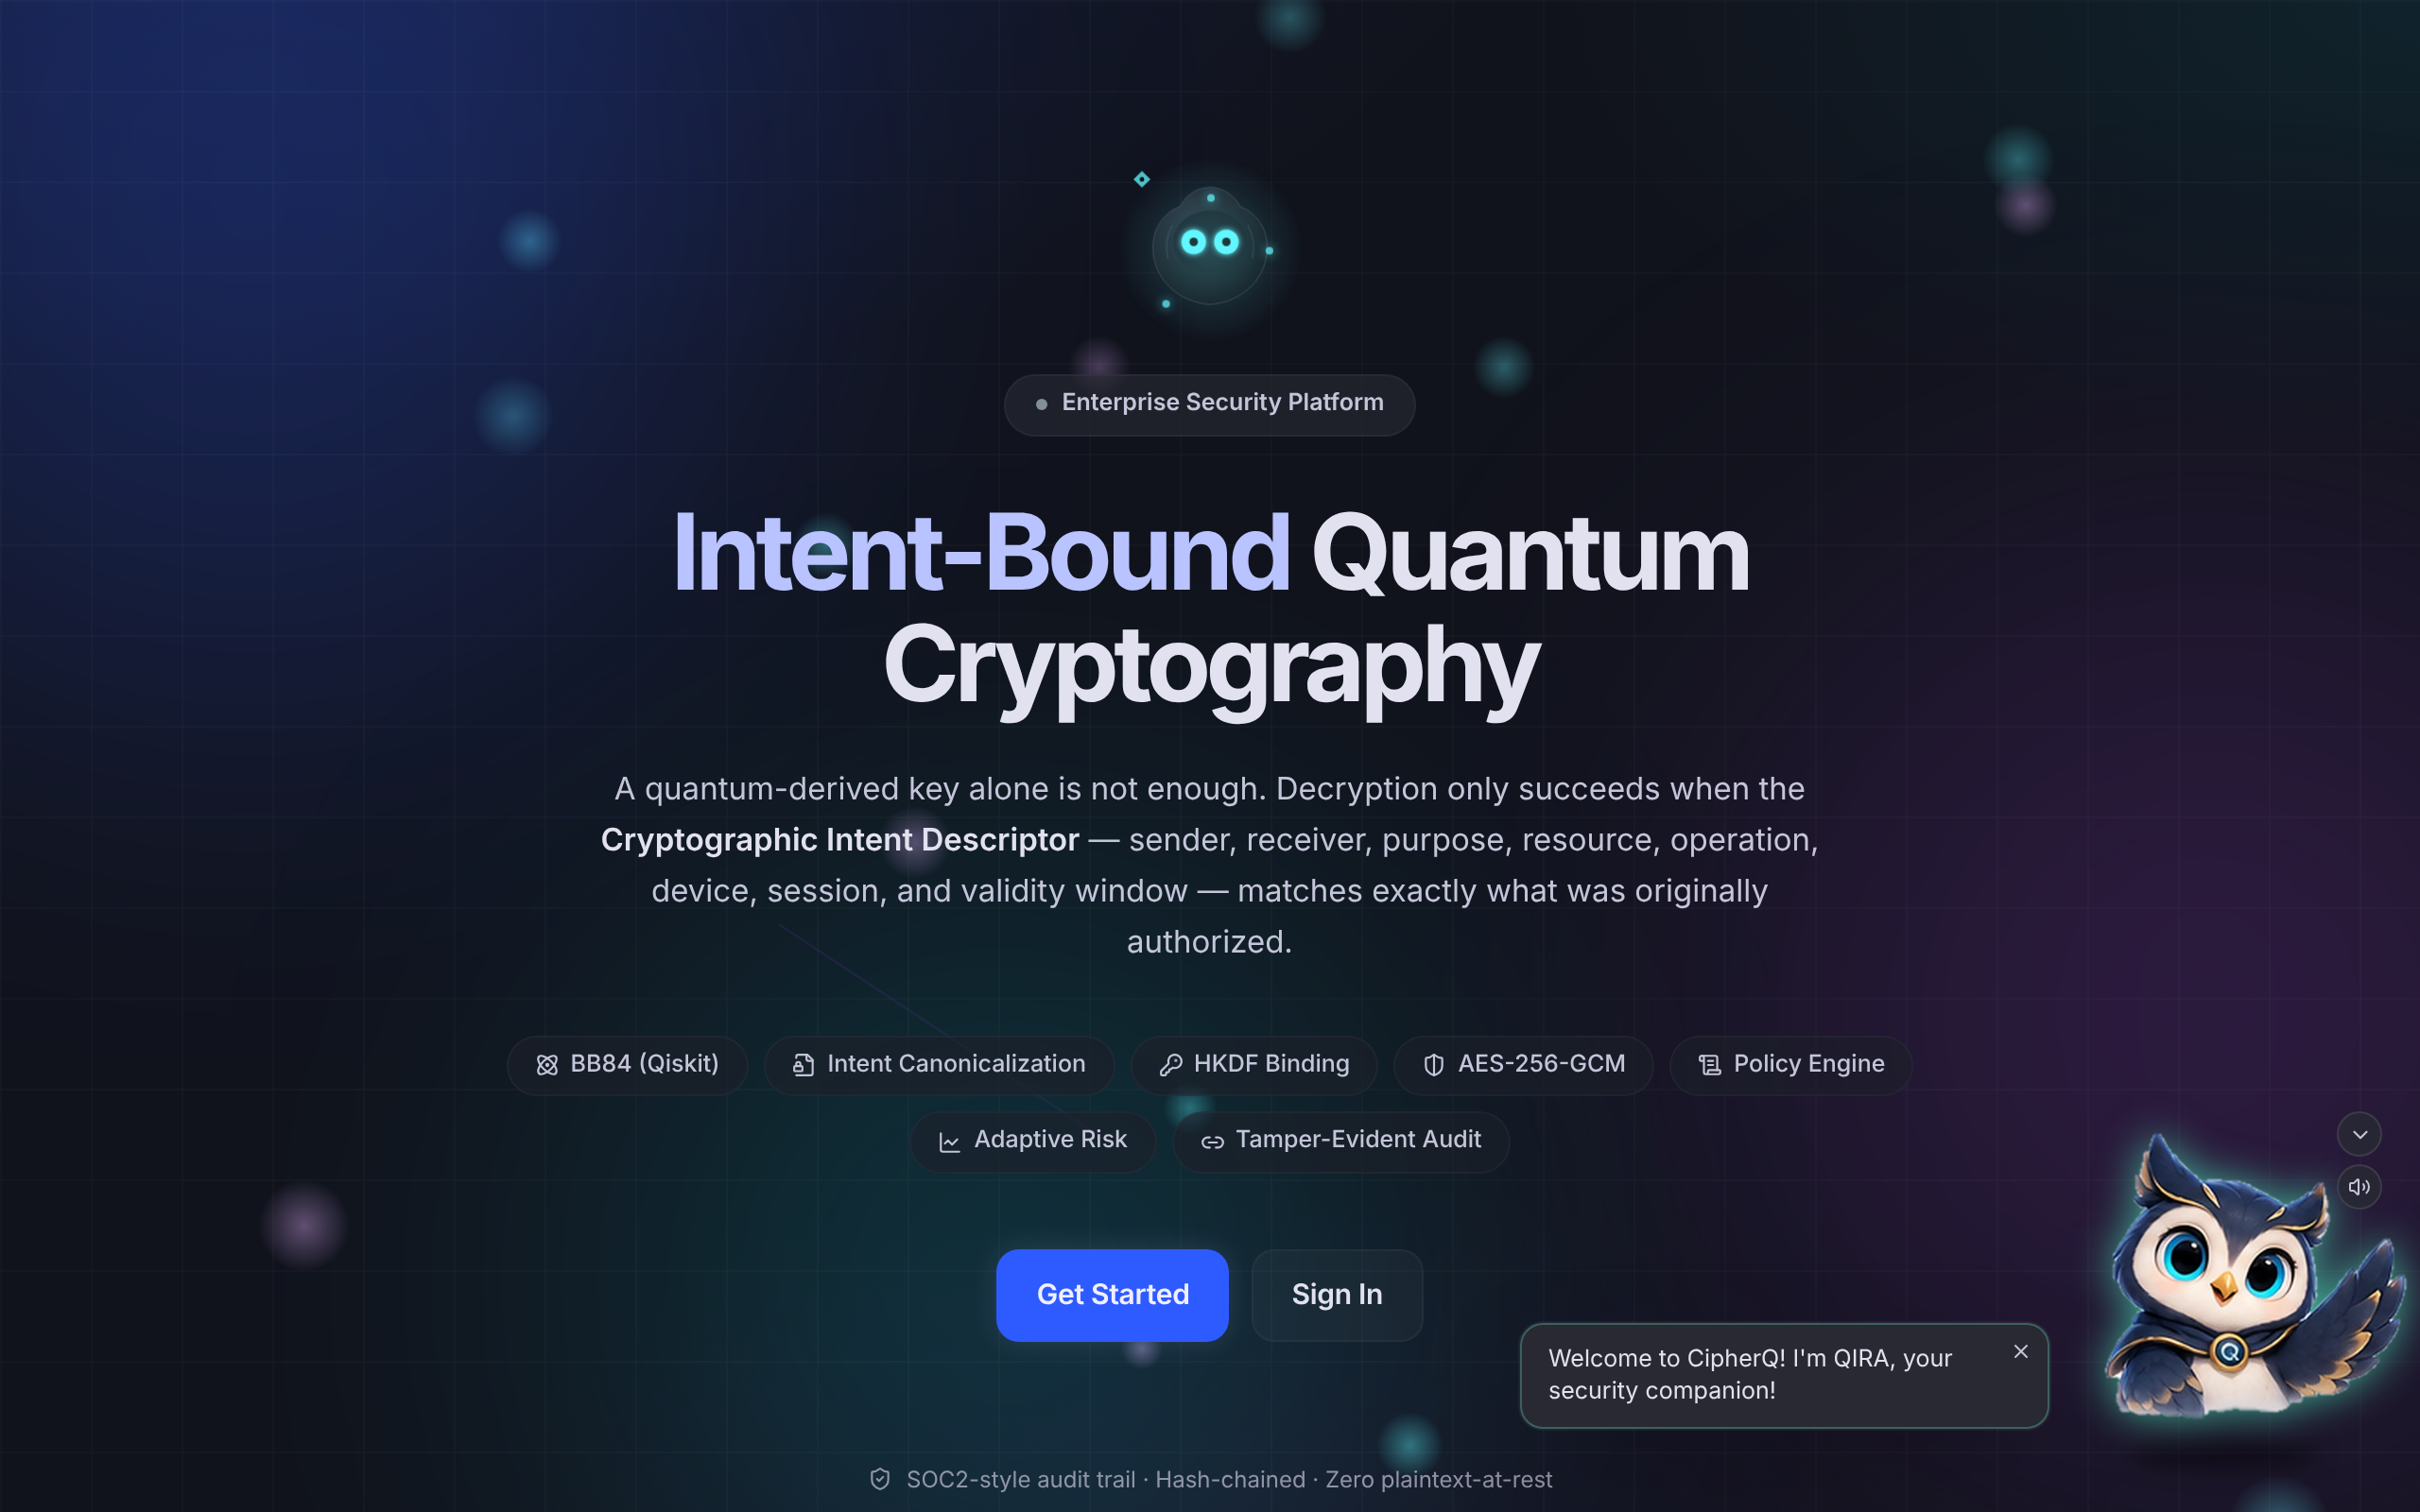 Enterprise Security Platform
Intent-Bound Quantum
Cryptography
A quantum-derived key alone is not enough. Decryption only succeeds when the
Cryptographic Intent Descriptor — sender, receiver, purpose, resource, operation,
device, session, and validity window — matches exactly what was originally
authorized.
BB84 (Qiskit)
Intent Canonicalization
HKDF Binding
AES-256-GCM
Policy Engine
Adaptive Risk
Tamper-Evident Audit
Get Started
Sign In
Welcome to CipherQ! I'm QIRA, your
security companion!
Q
SOC2-style audit trail · Hash-chained · Zero plaintext-at-rest